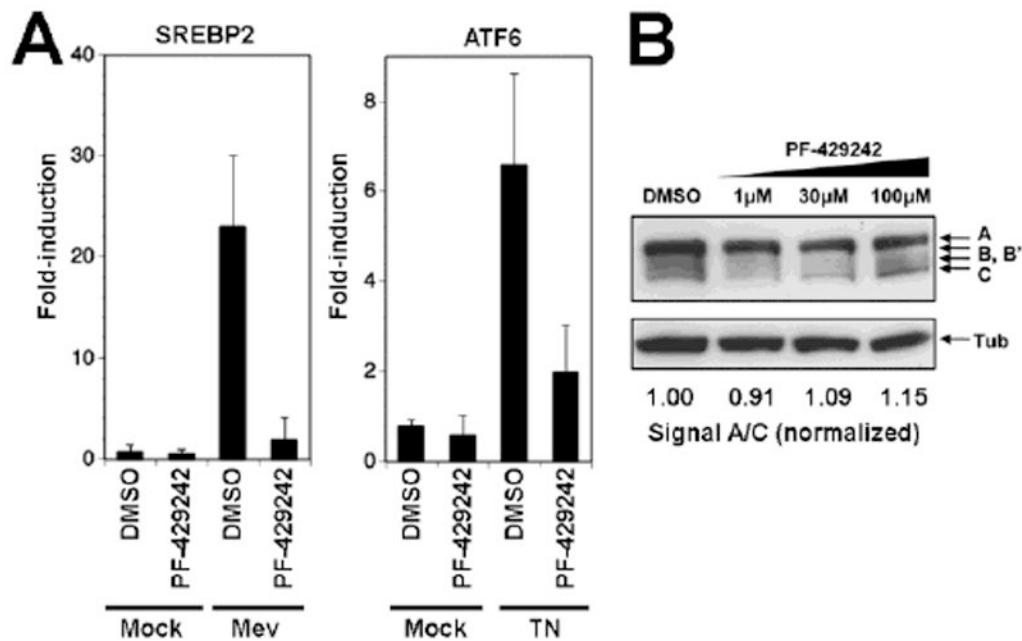 A
SREBP2
Fold-induction
40
30
20
10
0
DMSO
PF-429242
DMSO
PF-429242
Mock
Mev
ATF6
Fold-induction
8
6
4
2
0
DMSO
PF-429242
DMSO
PF-429242
Mock
TN
B
PF-429242
DMSO 1µM 30µM 100µM
A
B, B'
C
Tub
1.00 0.91 1.09 1.15
Signal A/C (normalized)